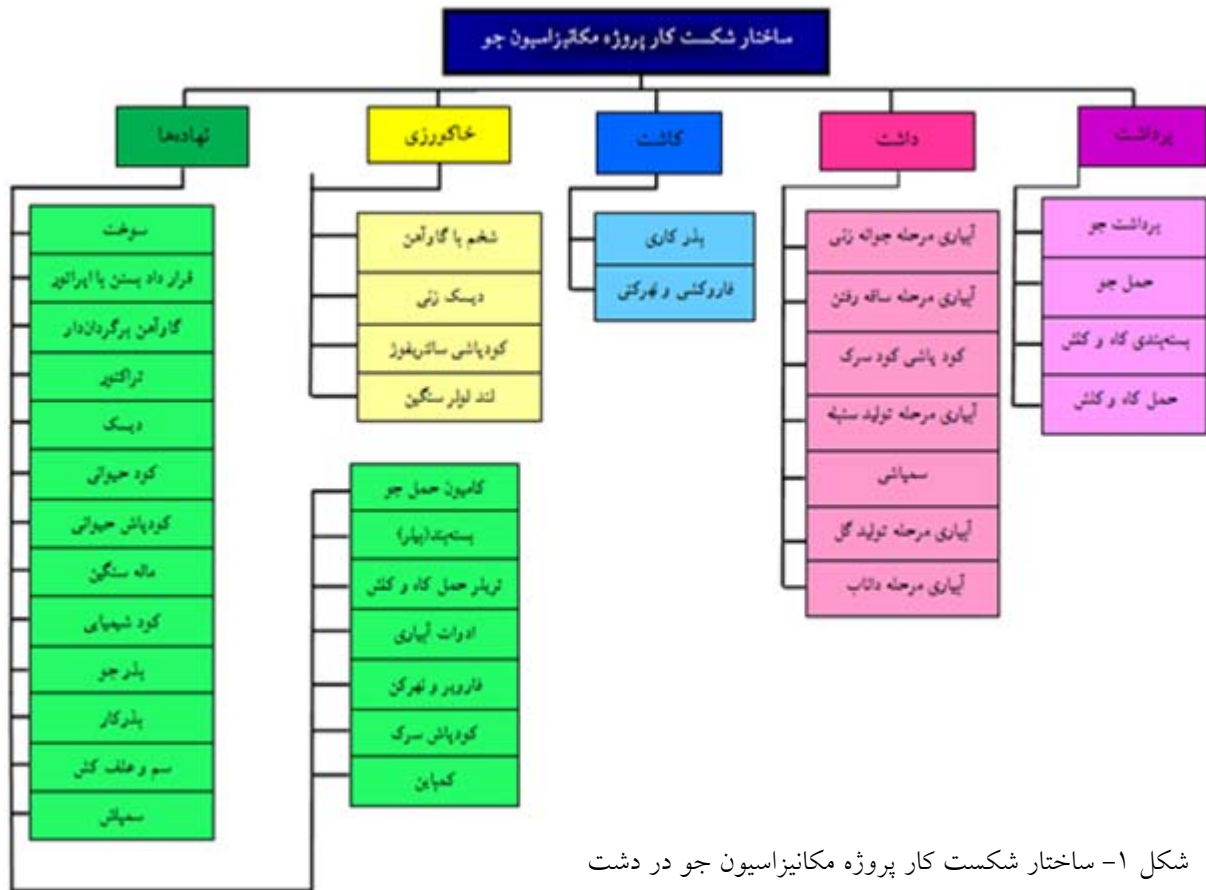 ساختار شکست کار پروژه مکانیزاسیون جو
برداشت
داشت
کاشت
خاکورزی
نهاده‌ها
برداشت جو
حمل جو
بسته‌بندی کاه و کلش
حمل کاه و کلش
آبیاری مرحله جوانه زنی
آبیاری مرحله ساقه رفتن
کود پاشی کود سرک
آبیاری مرحله تولید سنبله
سمپاشی
آبیاری مرحله تولید گل
آبیاری مرحله داناب
بذر کاری
فاروکشی و نهرکنی
شخم با گاوآهن
دیسک زنی
کودپاشی سانتریفوژ
لند لولر سنگین
سوخت
قرار داد بستن با اپراتور
گاوآهن برگردان‌دار
تراکتور
دیسک
کود حیوانی
کودپاش حیوانی
ماله سنگین
کود شیمیایی
بذر جو
بذرکار
سم و علف کش
سمپاش
کامیون حمل جو
بسته‌بند(بیلر)
تریلر حمل کاه و کلش
ادوات آبیاری
فارویر و نهرکن
کودپاش سرک
کمباین
شکل ۱- ساختار شکست کار پروژه مکانیزاسیون جو در دشت